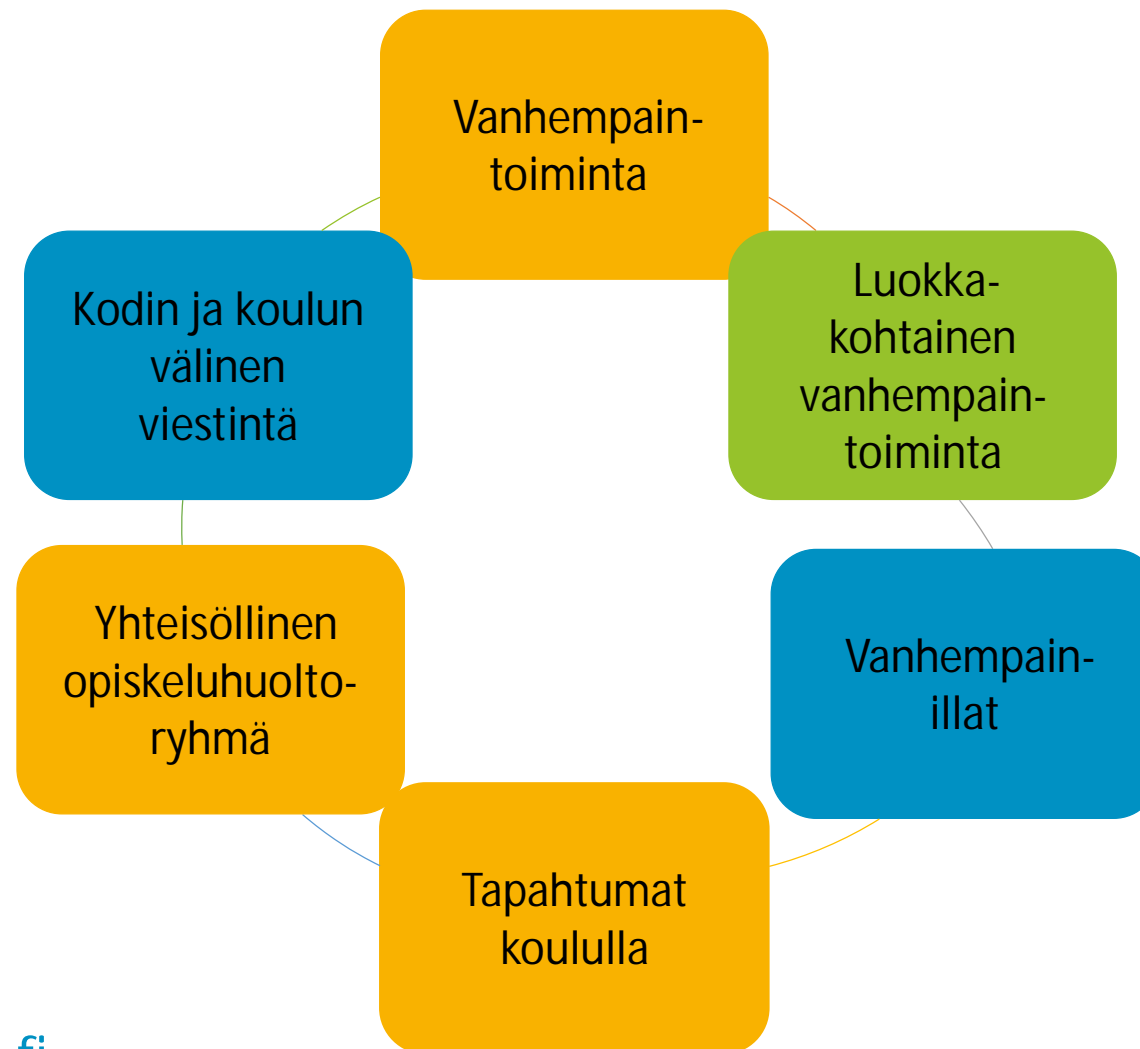 Vanhempain-
toiminta
Luokka-
kohtainen
vanhempain-
toiminta
Vanhempain-
illat
Tapahtumat
koululla
Yhteisöllinen
opiskeluhuolto-
ryhmä
Kodin ja koulun
välinen
viestintä